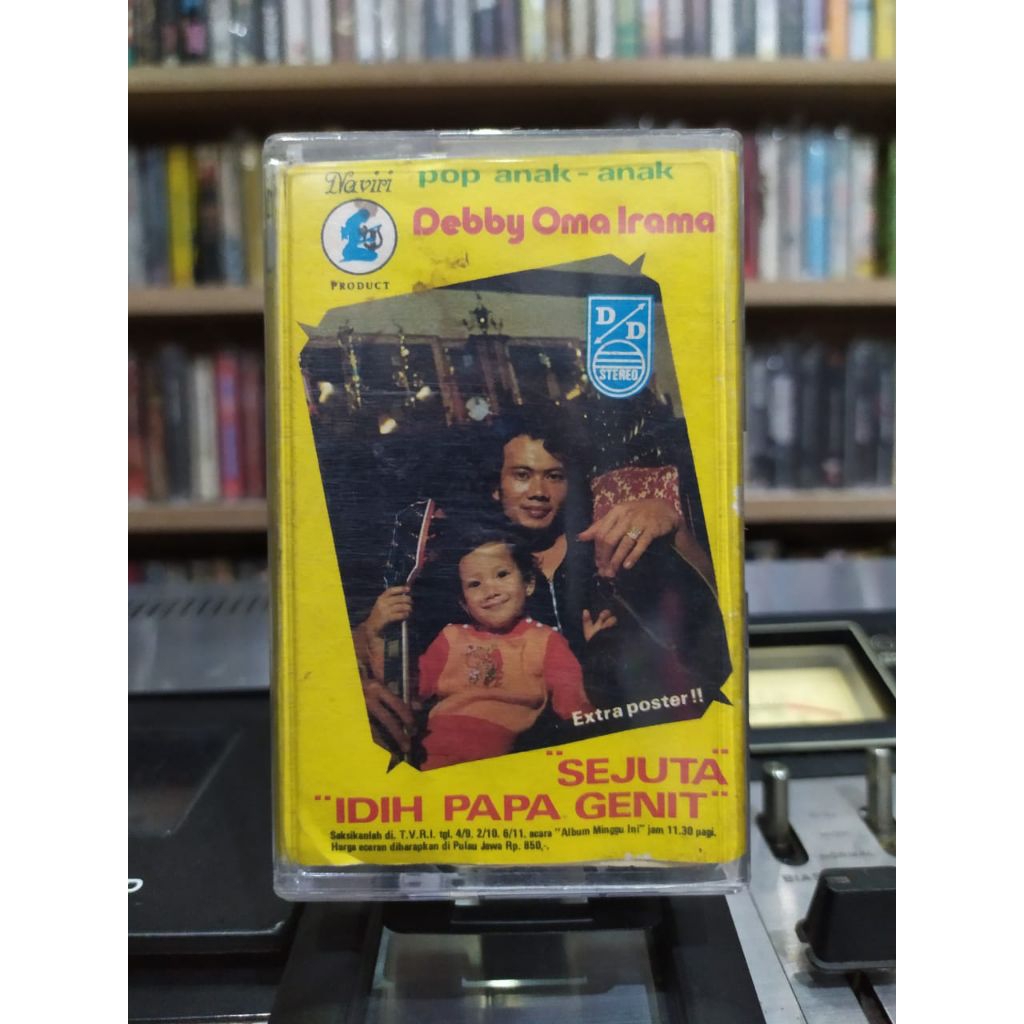 Naviri
PRODUCT
pop anak-anak
Debby Oma Irama
D
D
STEREO
Extra poster!!
"SEJUTA"
"IDIH PAPA GENIT"
Saksikanlah di. T.V.R.I. tgl. 4/9. 2/10. 6/11. acara "Album Minggu Ini" jam 11.30 pagi.
Harga eceran diharapkan di Pulau Jawa Rp. 850,-.